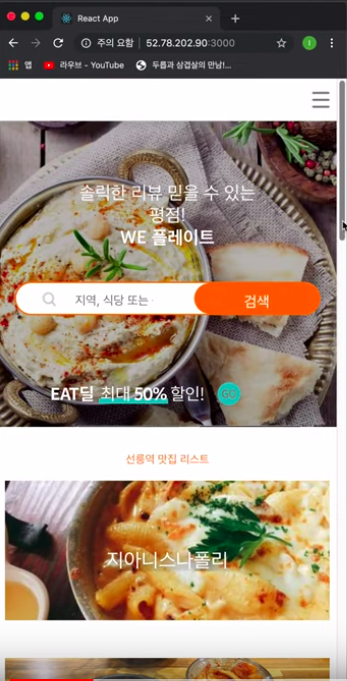 React App
주의 요함 | 52.78.202.90:3000
앱 라우브 - YouTube 두릅과 삼겹살의 만남!...
솔릭한 리뷰 믿을 수 있는
평점!
WE 플레이트
지역, 식당 또는
검색
EAT딜 최대 50% 할인! GO
선릉역 맛집 리스트
지아니스나폴리